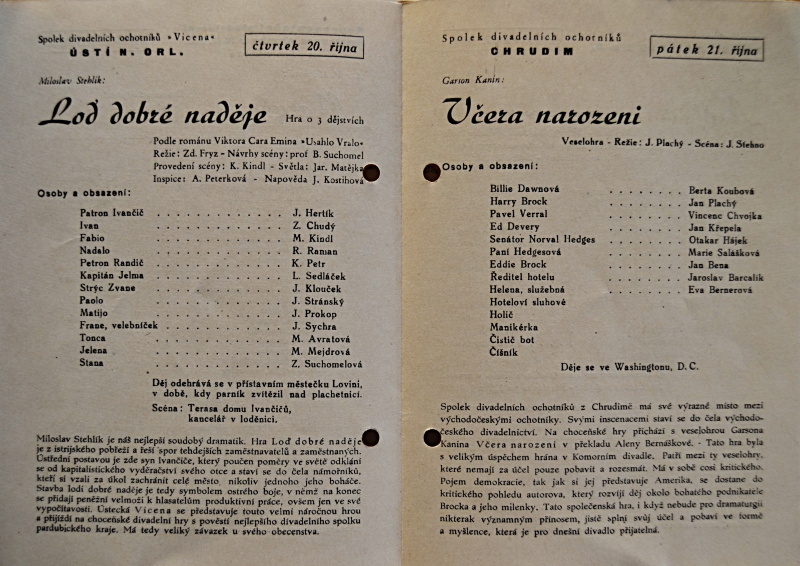 Spolek divadelních ochotníků »Vicena«
ÚSTÍ N. ORL.
čtvrtek 20. října
Miloslav Stehlík:
Loď dobré naděje Hra o 3 dějstvích
Podle románu Viktora Cara Emina »Usahlo Vralo«
Režie: Zd. Fryz - Návrhy scény: prof B. Suchomel
Provedení scény: K. Kindl - Světla: Jar. Matějka
Inspice: A. Peterková - Napověda J. Kostihová
Osoby a obsazení:
Patron Ivančič . . . . . . . . . . . . . J. Hertík
Ivan . . . . . . . . . . . . . Z. Chudý
Fabio . . . . . . . . . . . . . M. Kindl
Nadalo . . . . . . . . . . . . . R. Raman
Petron Randič . . . . . . . . . . . . . K. Petr
Kapitán Jelma . . . . . . . . . . . . . L. Sedláček
Strýc Zvane . . . . . . . . . . . . . J. Klouček
Paolo . . . . . . . . . . . . . J. Stránský
Matijo . . . . . . . . . . . . . J. Prokop
Frane, velebníček . . . . . . . . . . . . . J. Sychra
Tonca . . . . . . . . . . . . . M. Avratová
Jelena . . . . . . . . . . . . . M. Mejdrová
Stana . . . . . . . . . . . . . Z. Suchomelová
Děj odehrává se v přístavním městečku Lovini,
v době, kdy parník zvítězil nad plachetnicí.
Scéna: Terasa domu Ivančičů,
kancelář v loděnici.
Miloslav Stehlík je náš nejlepší soudobý dramatik. Hra Loď dobré naděje
je z istrijského pobřeží a řeší spor tehdejších zaměstnavatelů a zaměstnaných.
Ústřední postavou je zde syn Ivančiče, který poučen poměry ve světě odklání
se od kapitalistického vyděračství svého otce a staví se do čela námořníků,
kteří si vzali za úkol zachránit celé město nikoliv jednoho jeho boháče.
Stavba lodi dobré naděje je tedy symbolem ostrého boje, v němž na konec
se přidají peněžní velmoži k hlasatelům produktivní práce, ovšem jen ve své
vypočítavosti. Ústecká Vicena se představuje touto velmi náročnou hrou
a přijíždí na choceňské divadelní hry s pověstí nejlepšího divadelního spolku
pardubického kraje. Má tedy veliký závazek u svého obecenstva.
Spolek divadelních ochotníků
CHRUDIM
pátek 21. října
Garson Kanin:
Včera narozeni
Veselohra - Režie: J. Plachý - Scéna: J. Stehno
Osoby a obsazení:
Billie Dawnová . . . . . . . . Berta Koubová
Harry Brock . . . . . . . . Jan Plachý
Pavel Verral . . . . . . . . Vincenc Chvojka
Ed Devery . . . . . . . . Jan Křepela
Senátor Norval Hedges . . . . . . . . Otakar Hájek
Paní Hedgesová . . . . . . . . Marie Salášková
Eddie Brock . . . . . . . . Jan Bena
Ředitel hotelu . . . . . . . . Jaroslav Barcalík
Helena, služebná . . . . . . . . Eva Bernerová
Hoteloví sluhové
Holič
Manikérka
Čistič bot
Číšník
Děje se ve Washingtonu, D. C.
Spolek divadelních ochotníků z Chrudimě má své výrazné místo mezi
východočeskými ochotníky. Svými inscenacemi staví se do čela východo-
českého divadelnictví. Na choceňské hry přichází s veselohrou Garsona
Kanina Včera narozeni v překladu Aleny Bernáškové. - Tato hra byla
s velikým úspěchem hrána v Komorním divadle. Patří mezi ty veselohry,
které nemají za účel pouze pobavit a rozesmát. Má v sobě cosi kritického.
Pojem demokracie, tak jak si jej představuje Amerika, se dostane do
kritického pohledu autorova, který rozvíjí děj okolo bohatého podnikatele
Brocka a jeho milenky. Tato společenská hra, i když nebude pro dramaturgii
nikterak významným přínosem, jistě splní svůj účel a pobaví ve formě
a myšlence, která je pro dnešní divadlo přijatelná.